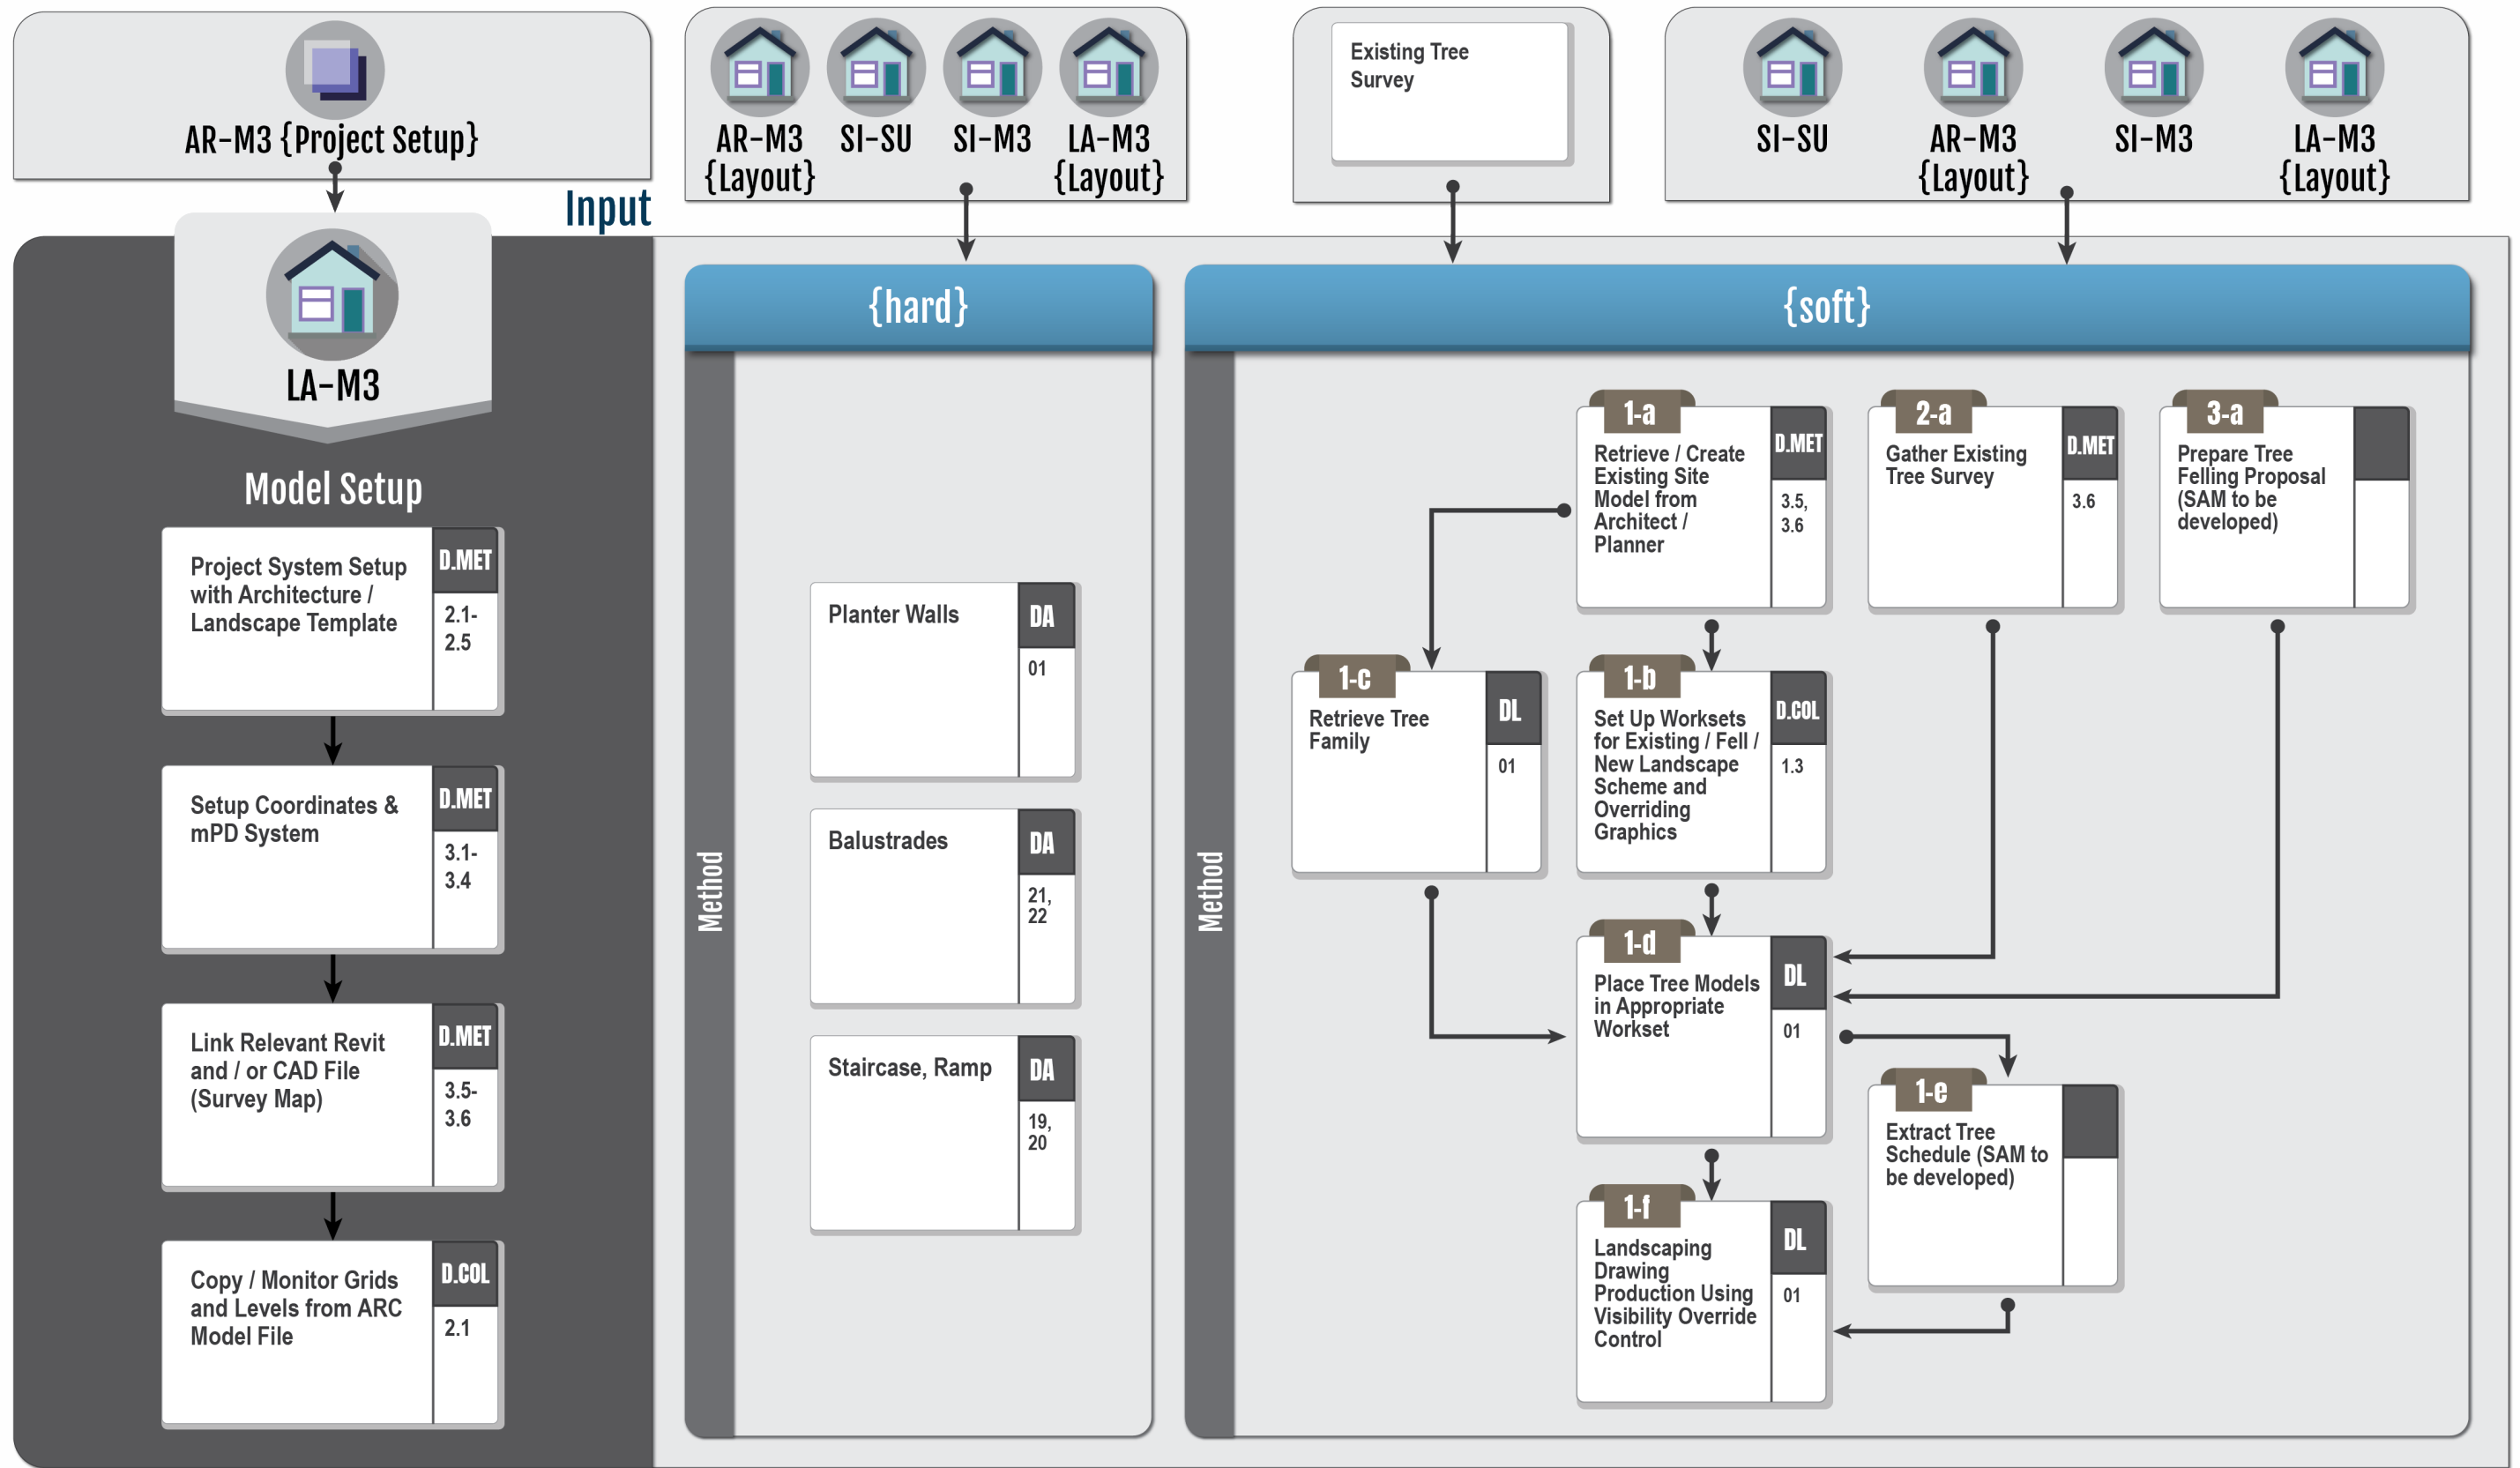 AR-M3 {Project Setup}
Input
LA-M3
Model Setup
Project System Setup
with Architecture /
Landscape Template
D.MET
2.1-
2.5
Setup Coordinates &
mPD System
D.MET
3.1-
3.4
Link Relevant Revit
and / or CAD File
(Survey Map)
D.MET
3.5-
3.6
Copy / Monitor Grids
and Levels from ARC
Model File
D.COL
2.1
AR-M3
{Layout}
SI-SU
SI-M3
LA-M3
{Layout}
{hard}
Method
Planter Walls
DA
01
Balustrades
DA
21,
22
Staircase, Ramp
DA
19,
20
Existing Tree
Survey
SI-SU
AR-M3
{Layout}
SI-M3
LA-M3
{Layout}
{soft}
Method
1-a
Retrieve / Create
Existing Site
Model from
Architect /
Planner
D.MET
3.5,
3.6
2-a
Gather Existing
Tree Survey
D.MET
3.6
3-a
Prepare Tree
Felling Proposal
(SAM to be
developed)
1-c
Retrieve Tree
Family
DL
01
1-b
Set Up Worksets
for Existing / Fell /
New Landscape
Scheme and
Overriding
Graphics
D.COL
1.3
1-d
Place Tree Models
in Appropriate
Workset
DL
01
1-e
Extract Tree
Schedule (SAM to
be developed)
1-f
Landscaping
Drawing
Production Using
Visibility Override
Control
DL
01